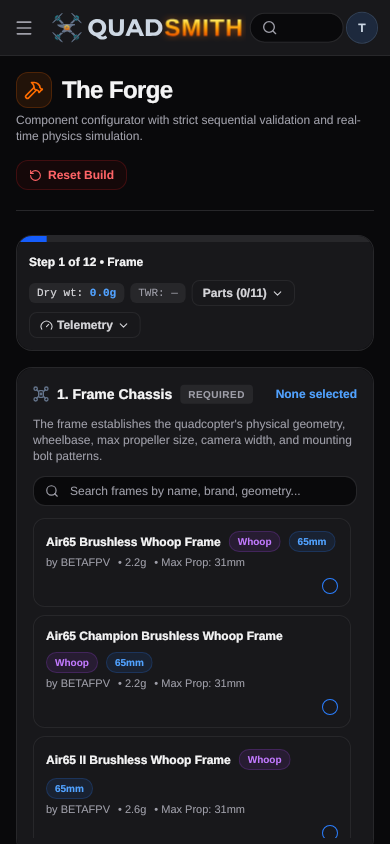 QUADSMITH
T
The Forge
Component configurator with strict sequential validation and real-
time physics simulation.
Reset Build
Step 1 of 12 • Frame
Dry wt: 0.0g
TWR: —
Parts (0/11)
Telemetry
1. Frame Chassis
REQUIRED
None selected
The frame establishes the quadcopter's physical geometry,
wheelbase, max propeller size, camera width, and mounting
bolt patterns.
Search frames by name, brand, geometry...
Air65 Brushless Whoop Frame
Whoop
65mm
by BETAFPV • 2.2g • Max Prop: 31mm
Air65 Champion Brushless Whoop Frame
Whoop
65mm
by BETAFPV • 2.2g • Max Prop: 31mm
Air65 II Brushless Whoop Frame
Whoop
65mm
by BETAFPV • 2.6g • Max Prop: 31mm